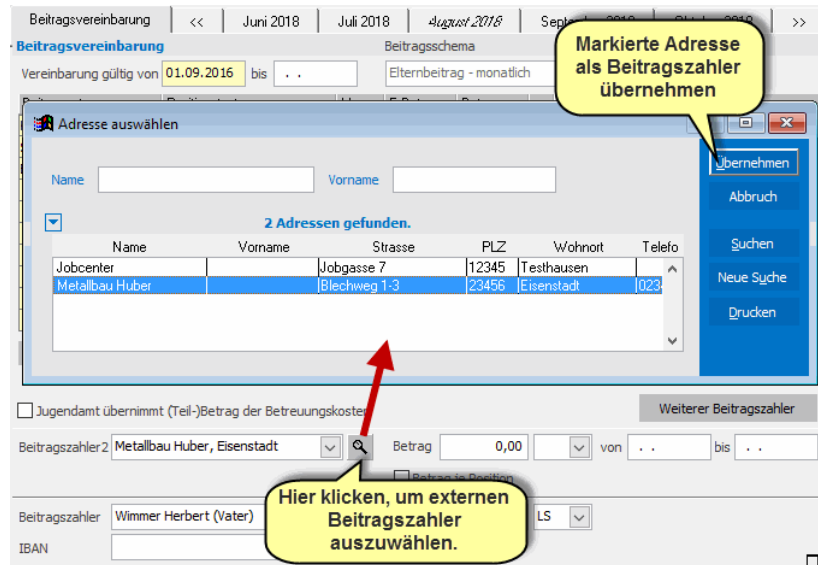 Beitragsvereinbarung << Juni 2018 Juli 2018 August 2018 >>
Beitragsvereinbarung Beitragsschema
Vereinbarung gültig von 01.09.2016 bis . . Elternbeitrag - monatlich
Markierte Adresse
als Beitragszahler
übernehmen
Adresse auswählen
Name Vorname
2 Adressen gefunden.
Name Vorname Strasse PLZ Wohnort Telefo
Jobcenter Jobgasse 7 12345 Testhausen
Metallbau Huber Blechweg 1-3 23456 Eisenstadt 023
Übernehmen
Abbruch
Suchen
Neue Suche
Drucken
Jugendamt übernimmt (Teil-)Betrag der Betreuungskosten Weiterer Beitragszahler
Beitragszahler2 Metallbau Huber, Eisenstadt Betrag 0,00 von . . bis . .
Betrag je Position
Hier klicken, um externen
Beitragszahler
auszuwählen.
Beitragszahler Wimmer Herbert (Vater) LS
IBAN